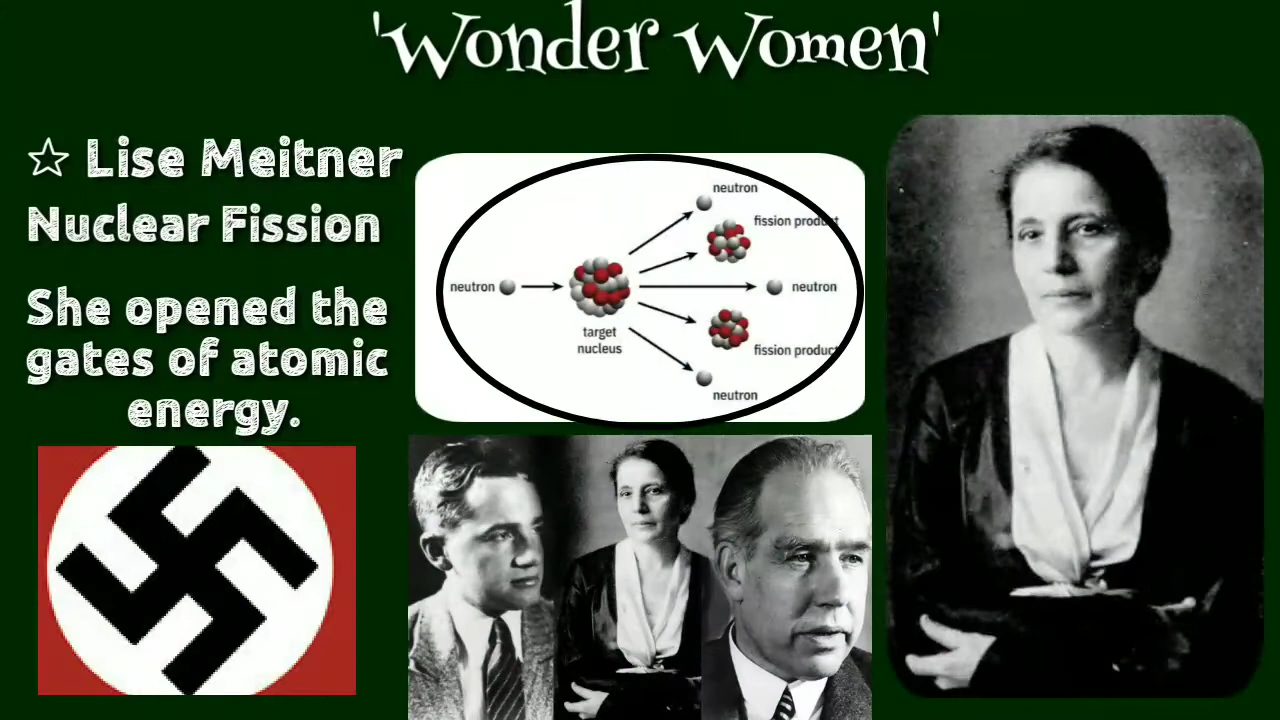 'Wonder Women'
☆ Lise Meitner
Nuclear Fission
She opened the
gates of atomic
energy.
neutron
fission product
neutron
neutron
target
nucleus
fission product
neutron